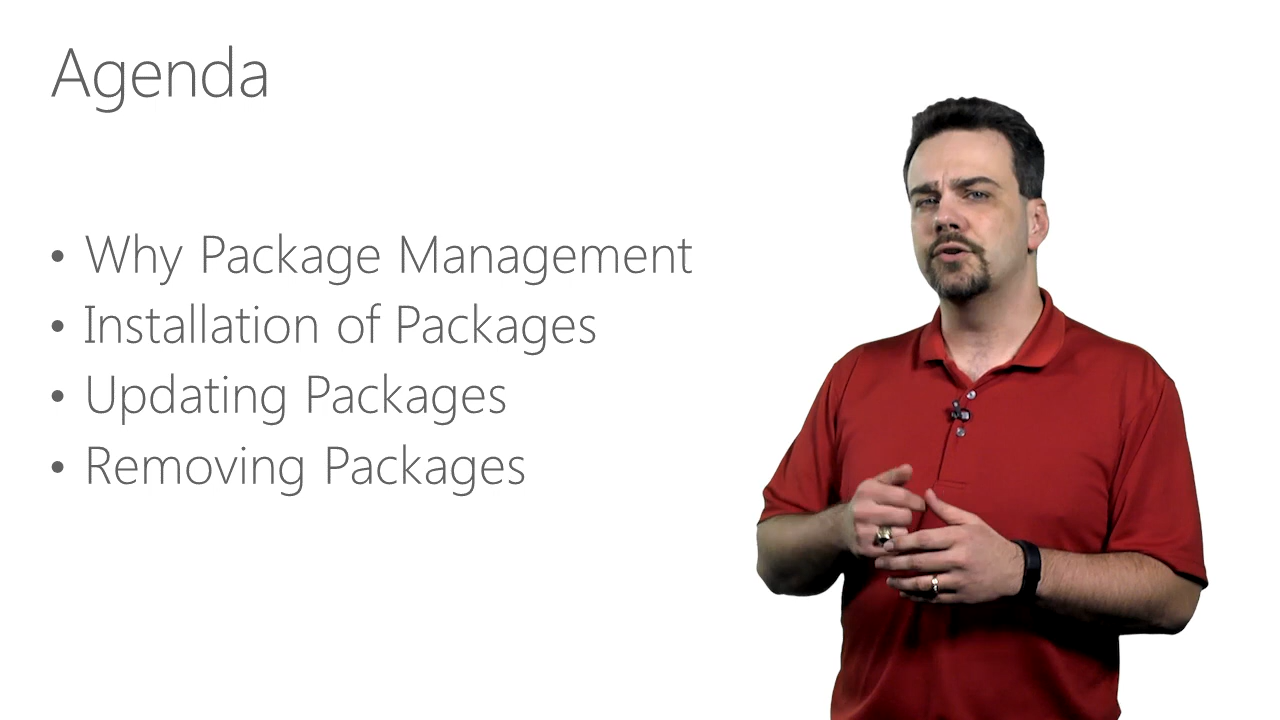 Agenda
• Why Package Management
• Installation of Packages
• Updating Packages
• Removing Packages